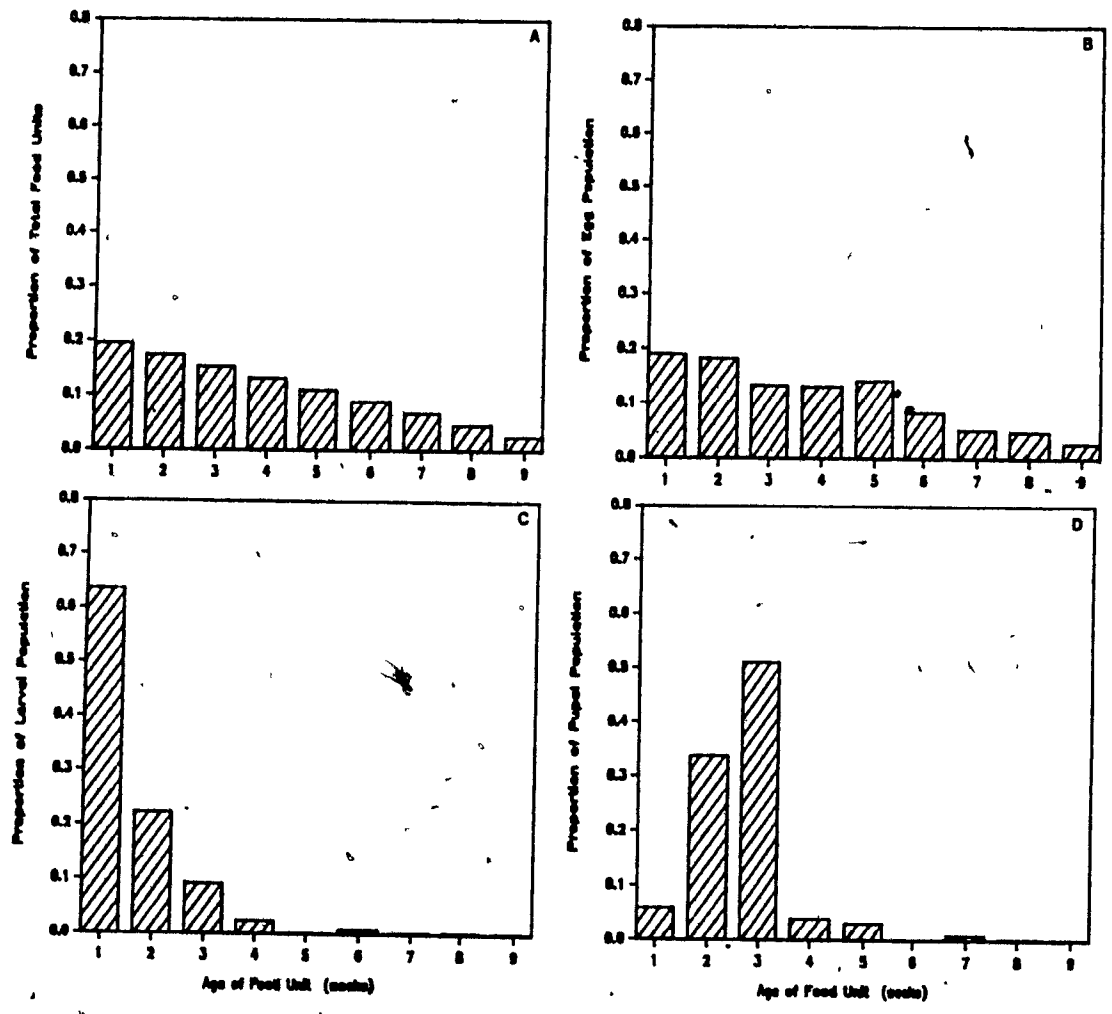 A
Proportion of Total Food Units
0.8
0.7
0.6
0.5
0.4
0.3
0.2
0.1
0.0
1 2 3 4 5 6 7 8 9
B
Proportion of Egg Population
0.8
0.7
0.6
0.5
0.4
0.3
0.2
0.1
0.0
1 2 3 4 5 6 7 8 9
C
Proportion of Larval Population
0.8
0.7
0.6
0.5
0.4
0.3
0.2
0.1
0.0
1 2 3 4 5 6 7 8 9
Age of Food Unit (weeks)
D
Proportion of Pupal Population
0.8
0.7
0.6
0.5
0.4
0.3
0.2
0.1
0.0
1 2 3 4 5 6 7 8 9
Age of Food Unit (weeks)